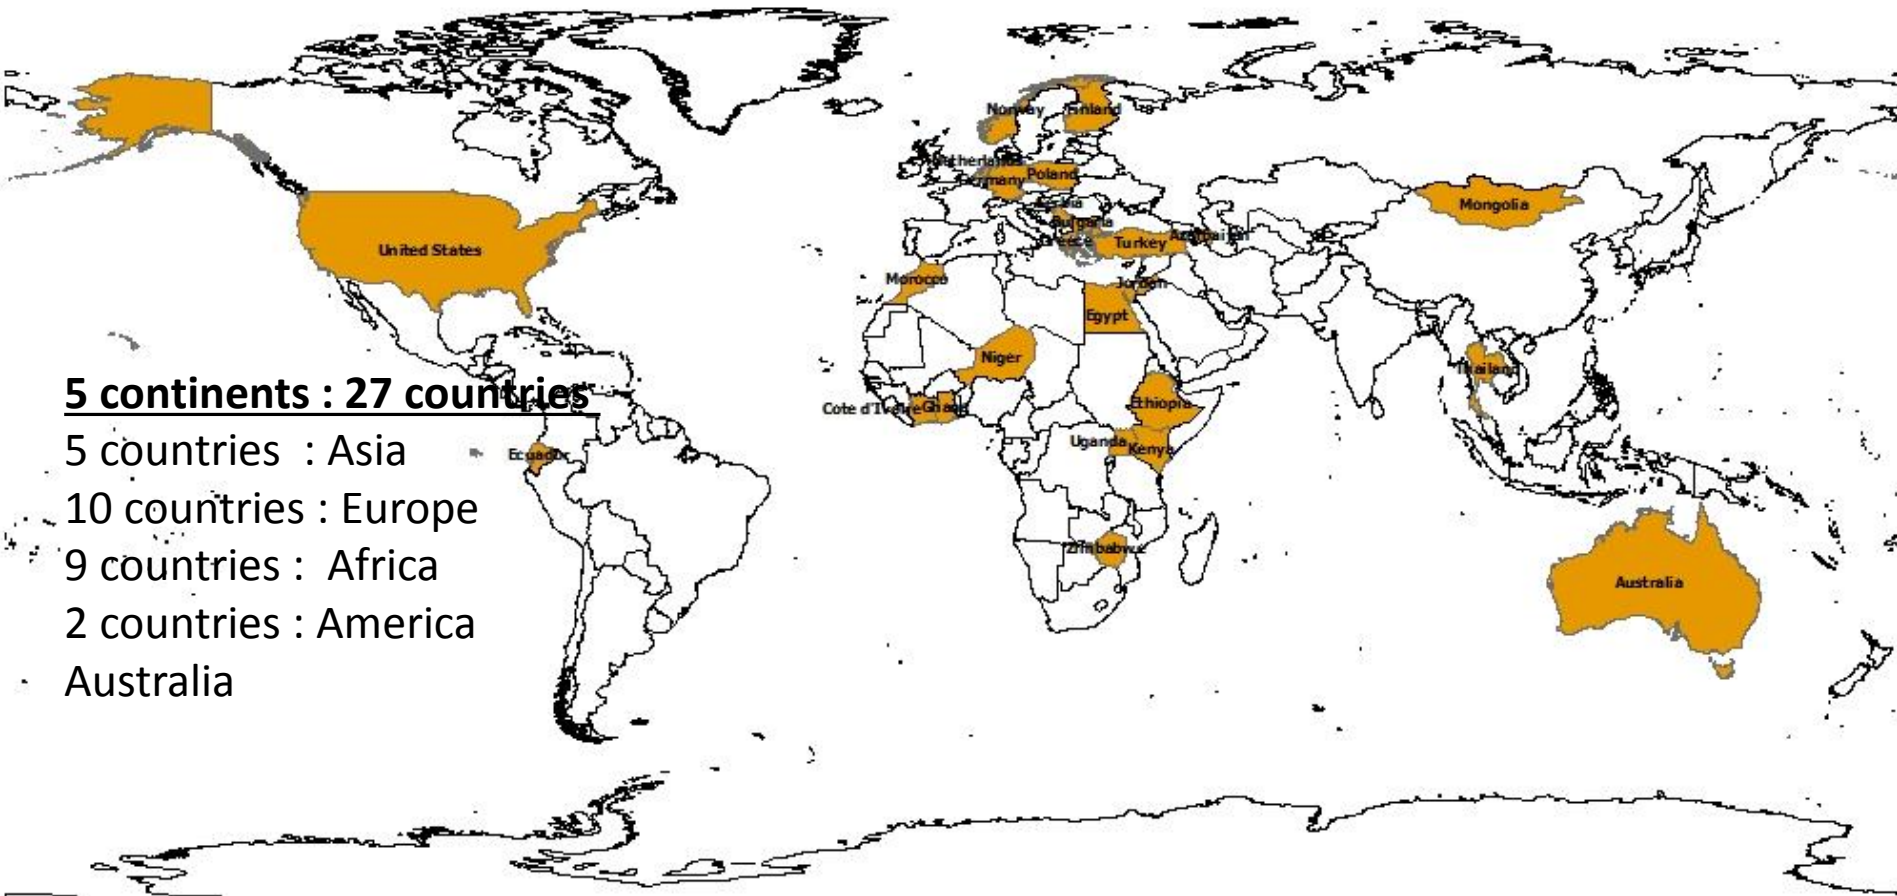 Norway Finland
Netherlands
Germany Poland
Serbia
Bulgaria
Greece Turkey Azerbaijan
Mongolia
United States
Morocco
Jordan
Egypt
Niger
Thailand
5 continents : 27 countries
Cote d'Ivoire Ghana
Ethiopia
5 countries : Asia
Uganda Kenya
Ecuador
10 countries : Europe
Zimbabwe
9 countries : Africa
Australia
2 countries : America
Australia